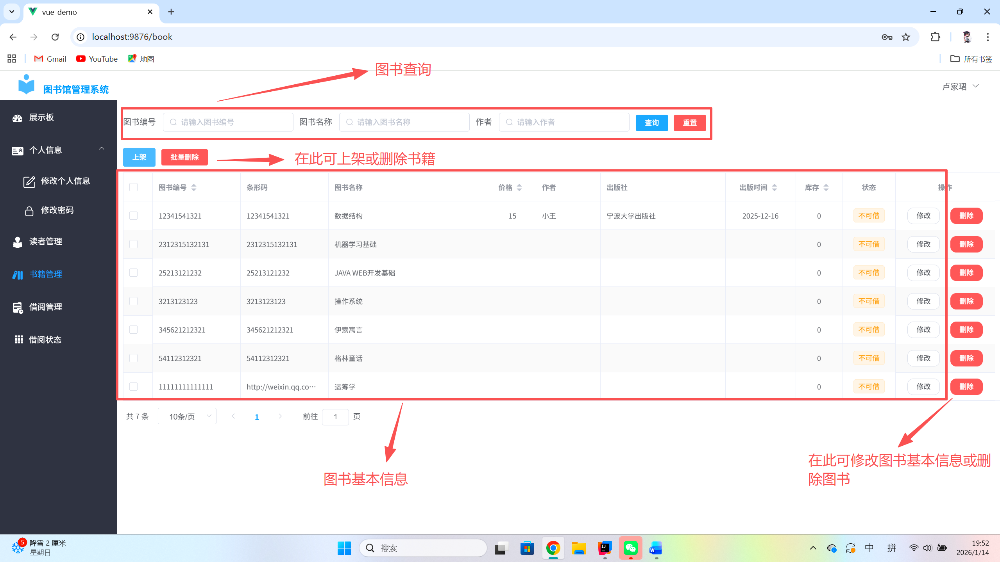 vue demo
localhost:9876/book
Gmail YouTube 地图 所有书签
图书查询
图书馆管理系统 卢家珺
展示板
个人信息
修改个人信息
修改密码
读者管理
书籍管理
借阅管理
借阅状态
图书编号 请输入图书编号 图书名称 请输入图书名称 作者 请输入作者 查询 重置
上架 批量删除 在此可上架或删除书籍
图书编号 条形码 图书名称 价格 作者 出版社 出版时间 库存 状态 操作
12341541321 12341541321 数据结构 15 小王 宁波大学出版社 2025-12-16 0 不可借 修改 删除
2312315132131 2312315132131 机器学习基础 0 不可借 修改 删除
25213121232 25213121232 JAVA WEB开发基础 0 不可借 修改 删除
3213123123 3213123123 操作系统 0 不可借 修改 删除
345621212321 345621212321 伊索寓言 0 不可借 修改 删除
54112312321 54112312321 格林童话 0 不可借 修改 删除
11111111111111 http://weixin.qq.co… 运筹学 0 不可借 修改 删除
共 7 条 10条/页 1 前往 1 页
图书基本信息
在此可修改图书基本信息或删
除图书
5 降雪 2 厘米
星期日
搜索
中 拼
19:52
2026/1/14